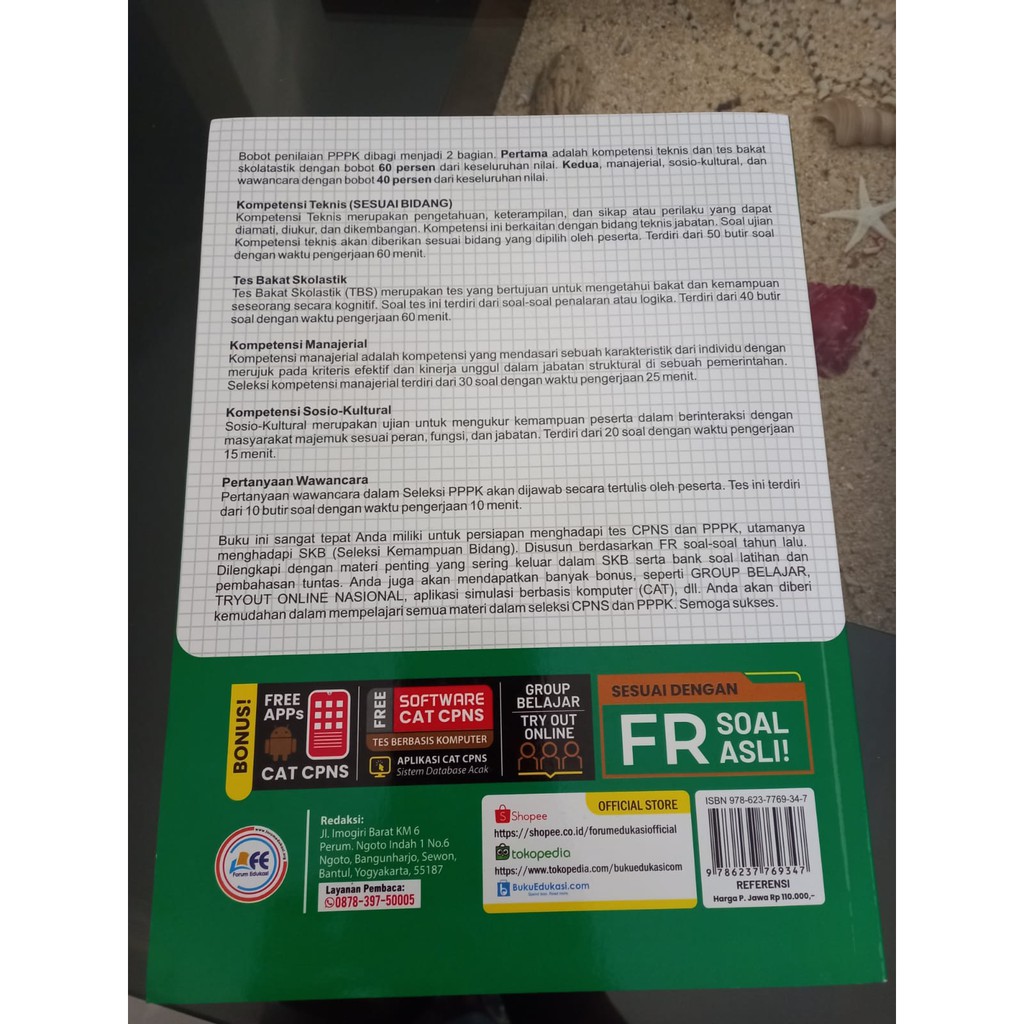 Bobot penilaian PPPK dibagi menjadi 2 bagian. Pertama adalah kompetensi teknis dan tes bakat
skolatastik dengan bobot 60 persen dari keseluruhan nilai. Kedua, manajerial, sosio-kultural, dan
wawancara dengan bobot 40 persen dari keseluruhan nilai.
Kompetensi Teknis (SESUAI BIDANG)
Kompetensi Teknis merupakan pengetahuan, keterampilan, dan sikap atau perilaku yang dapat
diamati, diukur, dan dikembangan. Kompetensi ini berkaitan dengan bidang teknis jabatan. Soal ujian
Kompetensi teknis akan diberikan sesuai bidang yang dipilih oleh peserta. Terdiri dari 50 butir soal
dengan waktu pengerjaan 60 menit.
Tes Bakat Skolastik
Tes Bakat Skolastik (TBS) merupakan tes yang bertujuan untuk mengetahui bakat dan kemampuan
seseorang secara kognitif. Soal tes ini terdiri dari soal-soal penalaran atau logika. Terdiri dari 40 butir
soal dengan waktu pengerjaan 60 menit.
Kompetensi Manajerial
Kompetensi manajerial adalah kompetensi yang mendasari sebuah karakteristik dari individu dengan
merujuk pada kriteris efektif dan kinerja unggul dalam jabatan struktural di sebuah pemerintahan.
Seleksi kompetensi manajerial terdiri dari 30 soal dengan waktu pengerjaan 25 menit.
Kompetensi Sosio-Kultural
Sosio-Kultural merupakan ujian untuk mengukur kemampuan peserta dalam berinteraksi dengan
masyarakat majemuk sesuai peran, fungsi, dan jabatan. Terdiri dari 20 soal dengan waktu pengerjaan
15 menit.
Pertanyaan Wawancara
Pertanyaan wawancara dalam Seleksi PPPK akan dijawab secara tertulis oleh peserta. Tes ini terdiri
dari 10 butir soal dengan waktu pengerjaan 10 menit.
Buku ini sangat tepat Anda miliki untuk persiapan menghadapi tes CPNS dan PPPK, utamanya
menghadapi SKB (Seleksi Kemampuan Bidang). Disusun berdasarkan FR soal-soal tahun lalu.
Dilengkapi dengan materi penting yang sering keluar dalam SKB serta bank soal latihan dan
pembahasan tuntas. Anda juga akan mendapatkan banyak bonus, seperti GROUP BELAJAR,
TRYOUT ONLINE NASIONAL, aplikasi simulasi berbasis komputer (CAT), dll. Anda akan diberi
kemudahan dalam mempelajari semua materi dalam seleksi CPNS dan PPPK. Semoga sukses.
BONUS!
FREE
APPs
CAT CPNS
FREE
SOFTWARE
CAT CPNS
TES BERBASIS KOMPUTER
APLIKASI CAT CPNS
Sistem Database Acak
GROUP
BELAJAR
TRY OUT
ONLINE
SESUAI DENGAN
FR
SOAL
ASLI!
FE
Forum Edukasi
Redaksi:
Jl. Imogiri Barat KM 6
Perum. Ngoto Indah 1 No.6
Ngoto, Bangunharjo, Sewon,
Bantul, Yogyakarta, 55187
Layanan Pembaca:
0878-397-50005
OFFICIAL STORE
Shopee
https://shopee.co.id/forumedukasiofficial
tokopedia
https://www.tokopedia.com/bukuedukasicom
BukuEdukasi.com
ISBN 978-623-7769-34-7
9 786237 769347
REFERENSI
Harga P. Jawa Rp 110.000,-